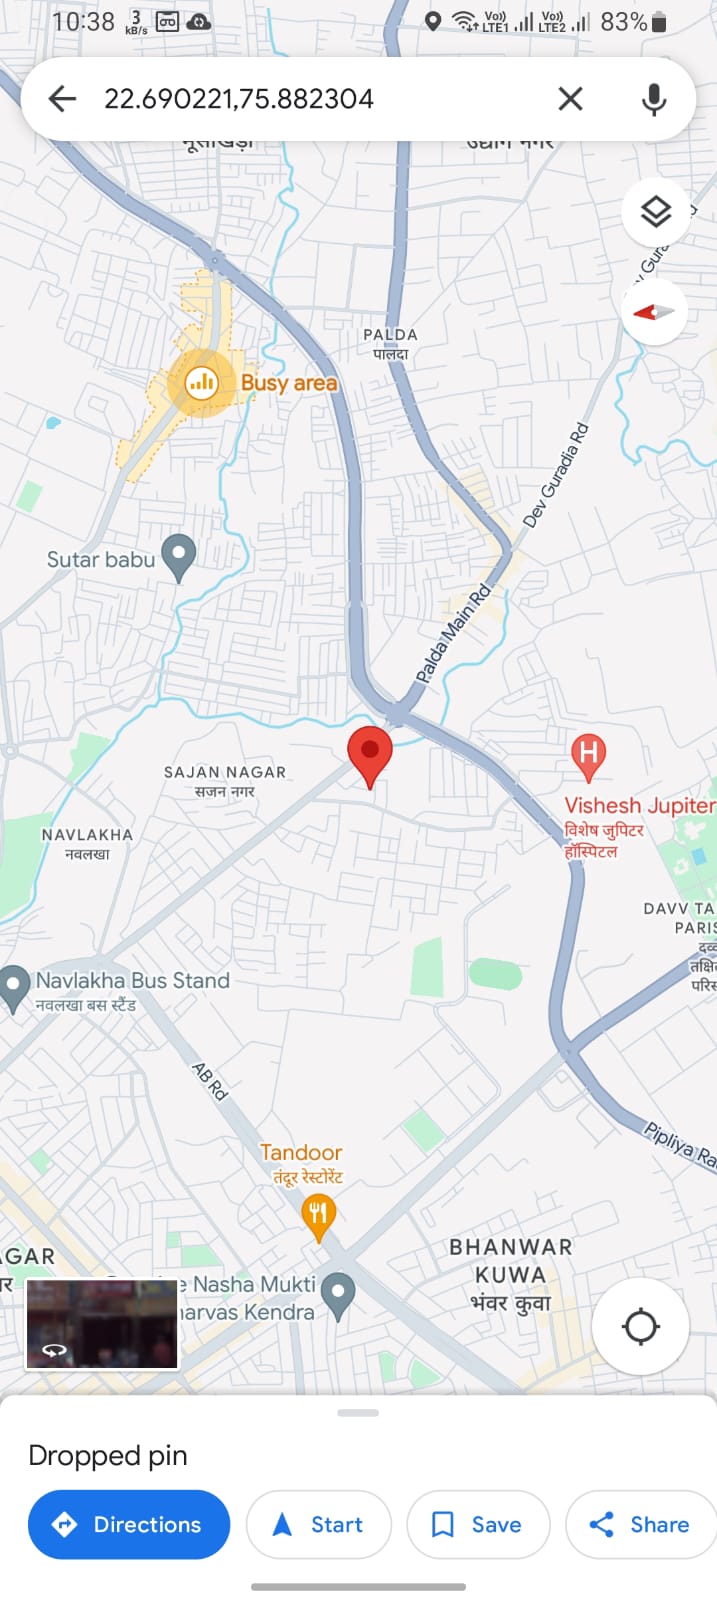 10:38
3
kB/s
Vo))
LTE1
Vo))
LTE2
83%
22.690221,75.882304
PALDA
पालदा
Busy area
Dev Guradia Rd
Sutar babu
Palda Main Rd
SAJAN NAGAR
सजन नगर
Vishesh Jupiter
विशेष जुपिटर
हॉस्पिटल
NAVLAKHA
नवलखा
DAVV TA
PARIS
Navlakha Bus Stand
नवलखा बस स्टैंड
AB Rd
Tandoor
तंदूर रेस्टोरेंट
Pipliya Ra
BHANWAR
KUWA
भंवर कुवा
GAR
Nasha Mukti
arvas Kendra
Dropped pin
Directions
Start
Save
Share